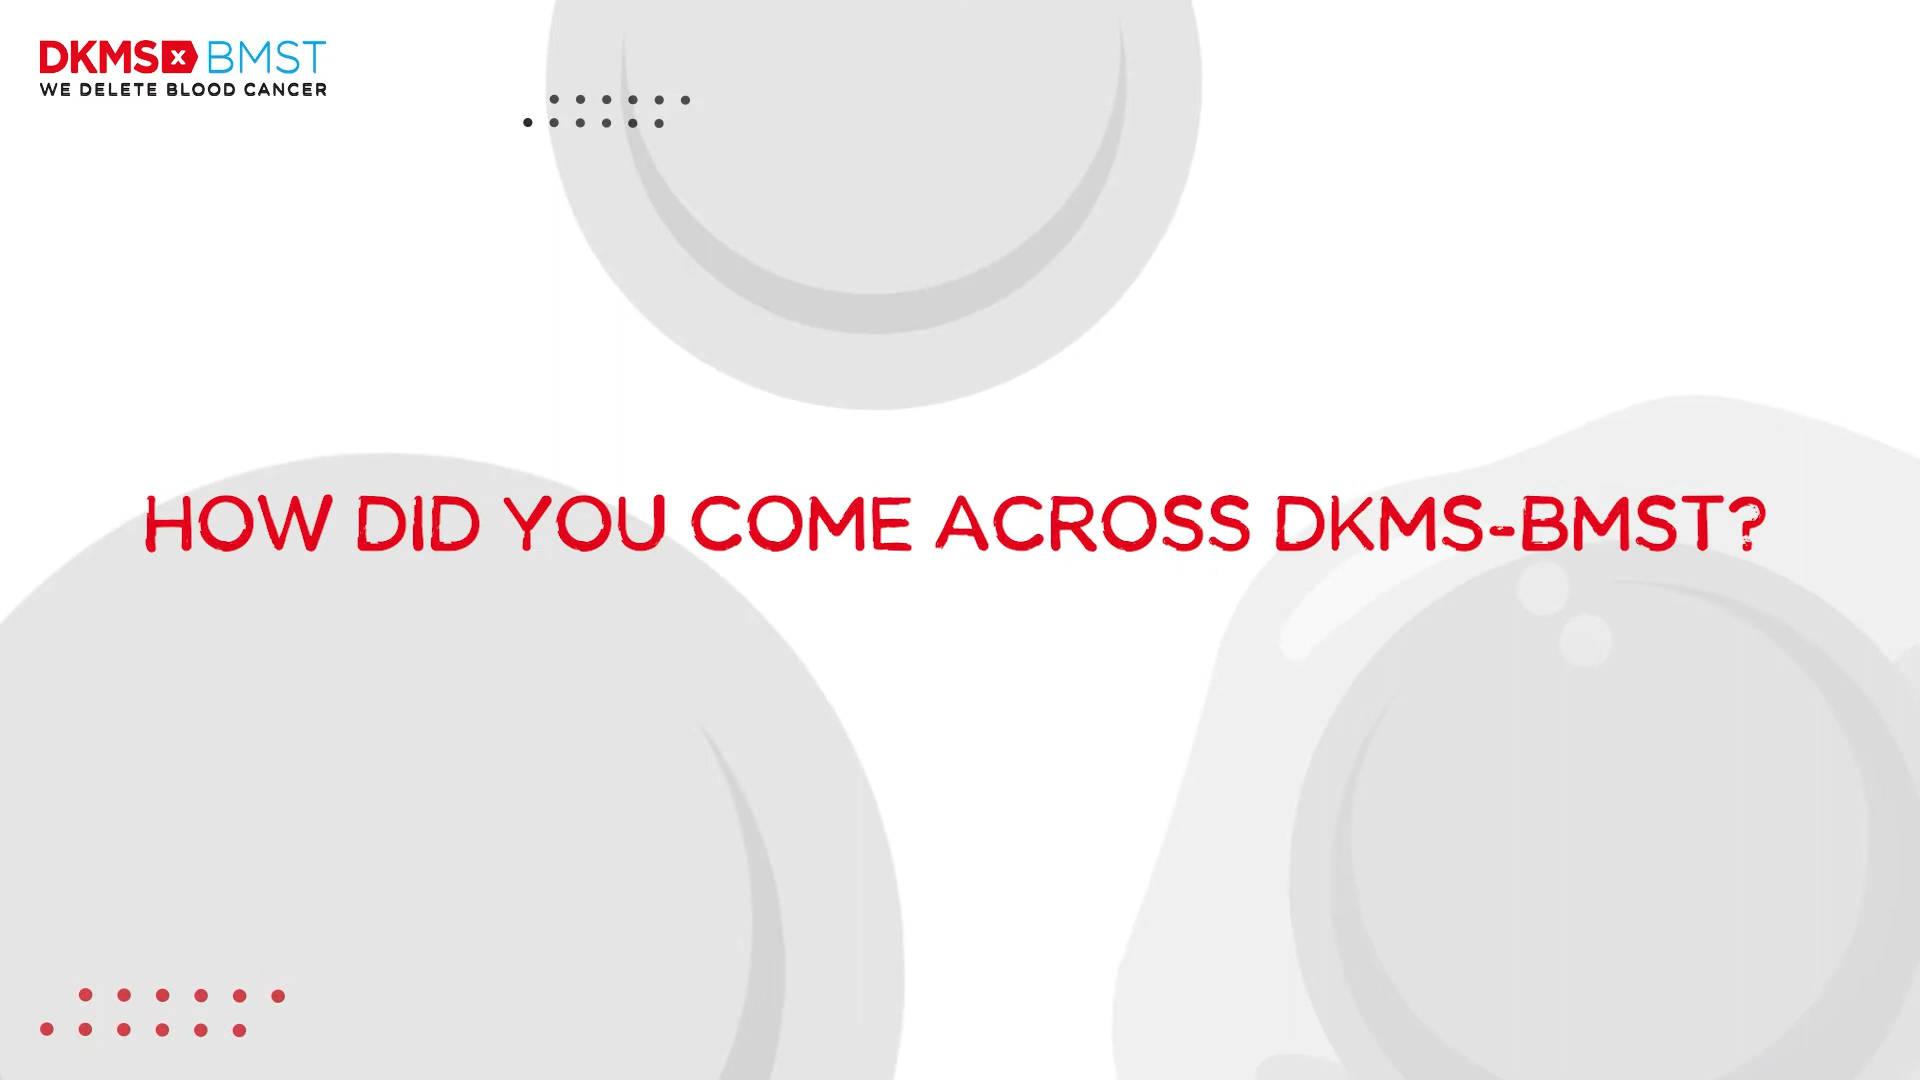 DKMS x BMST
WE DELETE BLOOD CANCER
HOW DID YOU COME ACROSS DKMS-BMST?